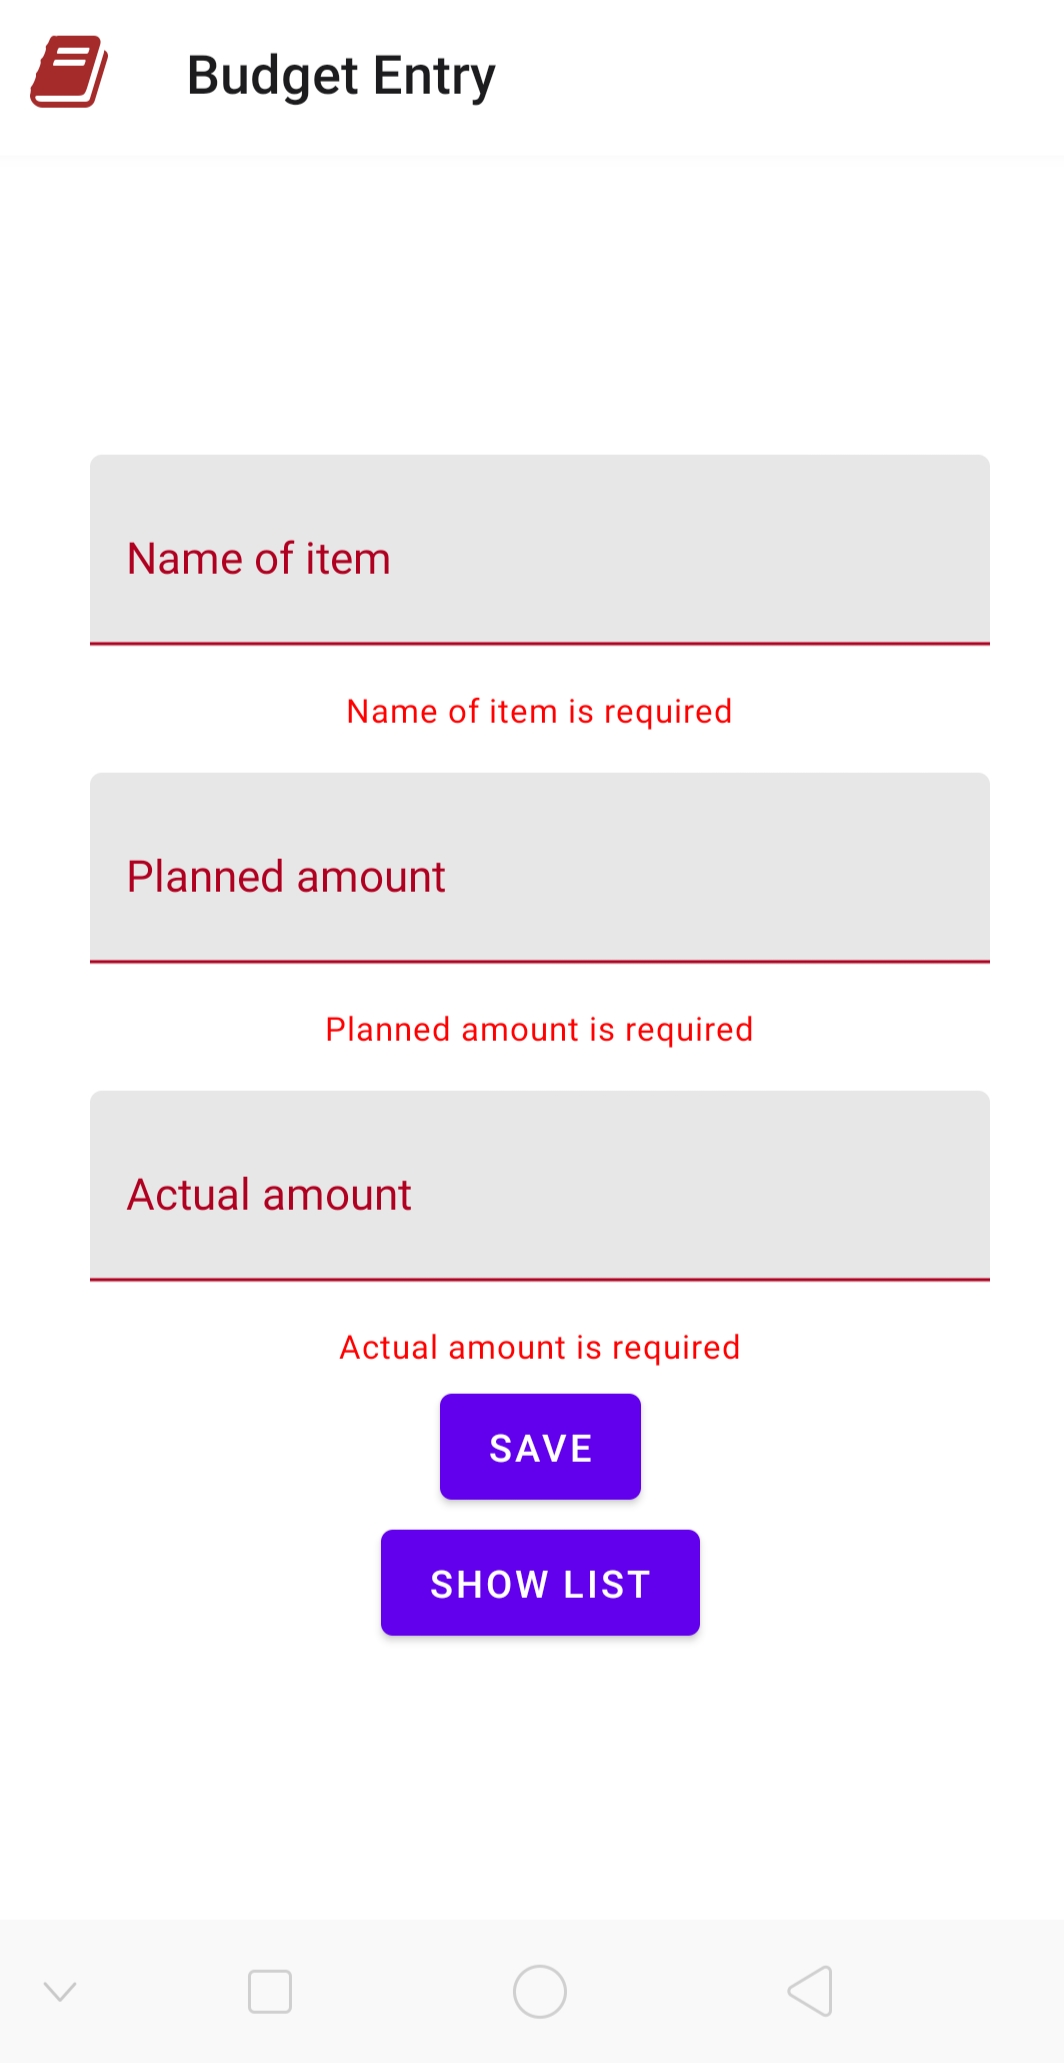 Budget Entry
Name of item
Name of item is required
Planned amount
Planned amount is required
Actual amount
Actual amount is required
SAVE
SHOW LIST